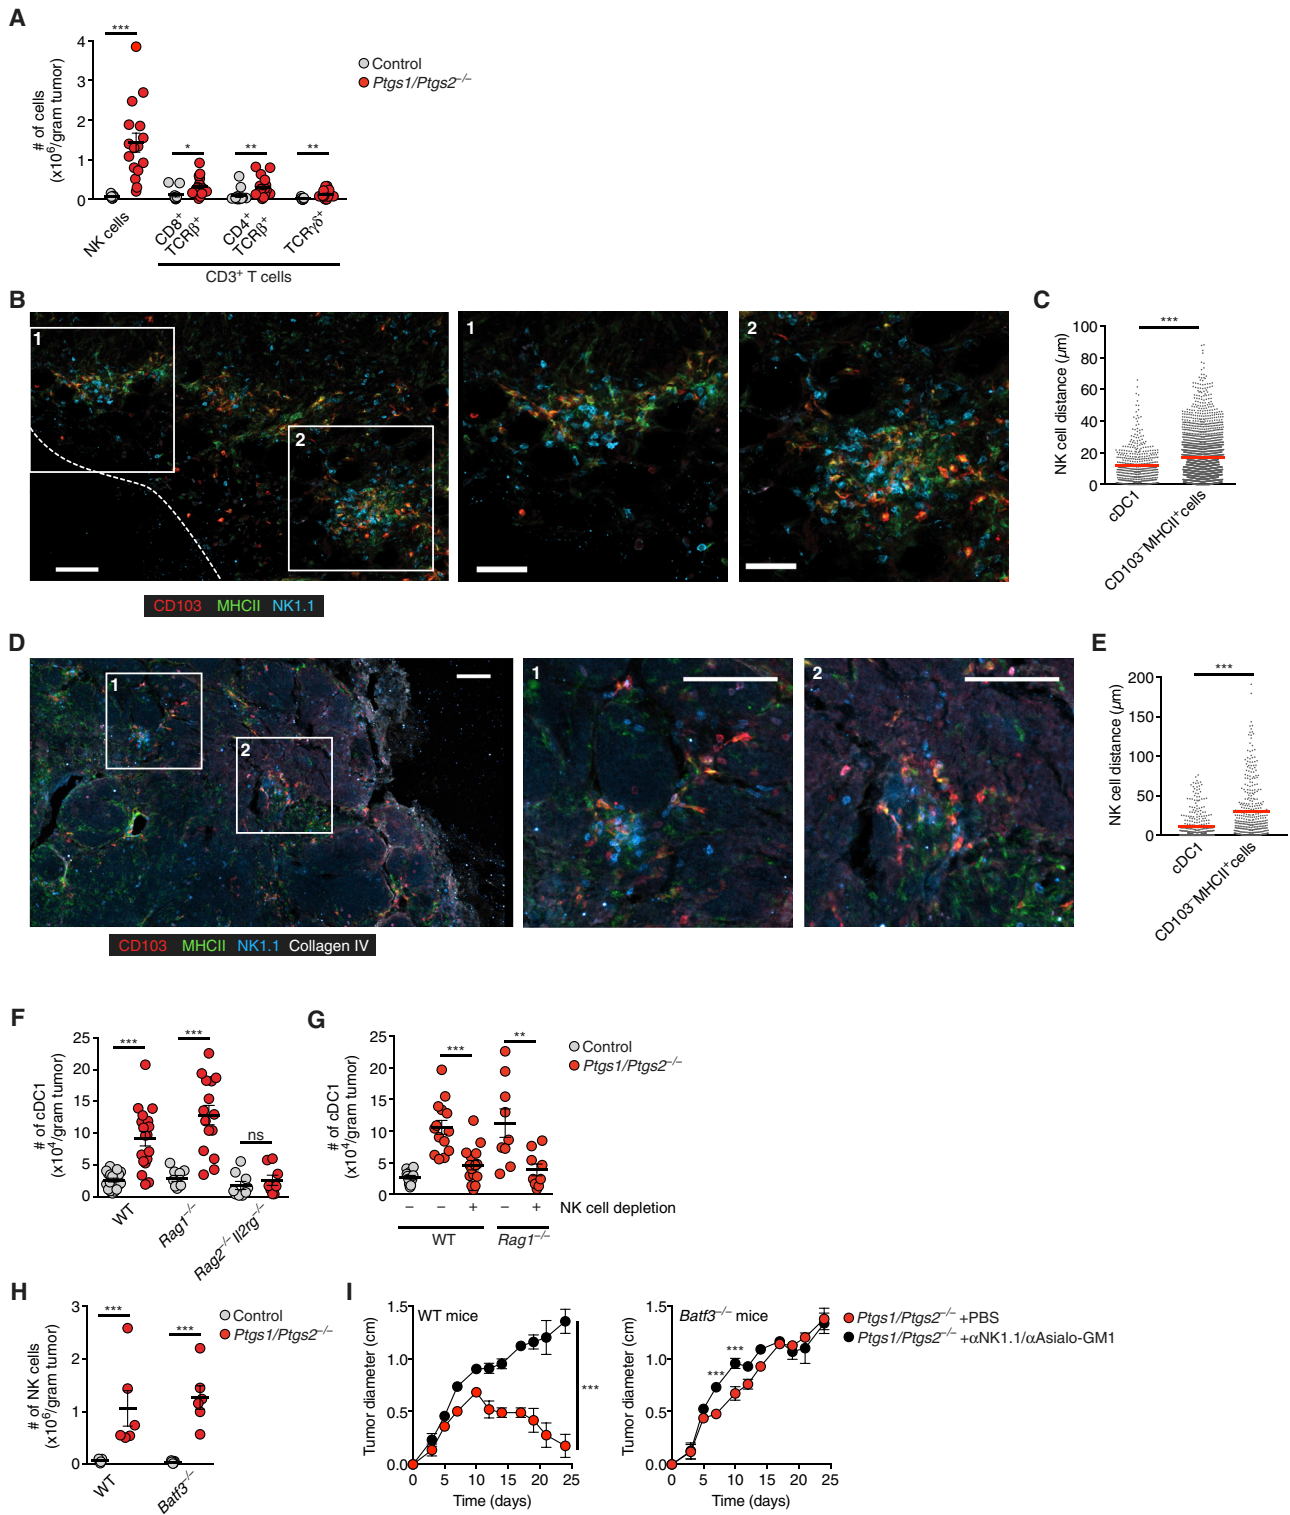 A
***
4
3
2
1
0
# of cells
(x10⁶/gram tumor)
*
**
**
NK cells
CD8⁺
TCRβ⁺
CD4⁺
TCRβ⁺
TCRγδ⁺
CD3⁺ T cells
Control
Ptgs1/Ptgs2⁻/⁻
B
1
2
1
2
CD103 MHCII NK1.1
C
***
100
80
60
40
20
0
NK cell distance (µm)
cDC1
CD103⁻MHCII⁺cells
D
1
2
1
2
CD103 MHCII NK1.1 Collagen IV
E
***
200
150
100
50
0
NK cell distance (µm)
cDC1
CD103⁻MHCII⁺cells
F
25
20
15
10
5
0
# of cDC1
(x10⁴/gram tumor)
***
***
ns
WT
Rag1⁻/⁻
Rag2⁻/⁻Il2rg⁻/⁻
G
25
20
15
10
5
0
# of cDC1
(x10⁴/gram tumor)
***
**
Control
Ptgs1/Ptgs2⁻/⁻
– – + – + NK cell depletion
WT Rag1⁻/⁻
H
3
2
1
0
# of NK cells
(x10⁶/gram tumor)
***
***
WT
Batf3⁻/⁻
Control
Ptgs1/Ptgs2⁻/⁻
I
WT mice
1.5
1.0
0.5
0.0
Tumor diameter (cm)
***
0 5 10 15 20 25
Time (days)
Batf3⁻/⁻ mice
1.5
1.0
0.5
0.0
Tumor diameter (cm)
***
***
0 5 10 15 20 25
Time (days)
Ptgs1/Ptgs2⁻/⁻ +PBS
Ptgs1/Ptgs2⁻/⁻ +αNK1.1/αAsialo-GM1